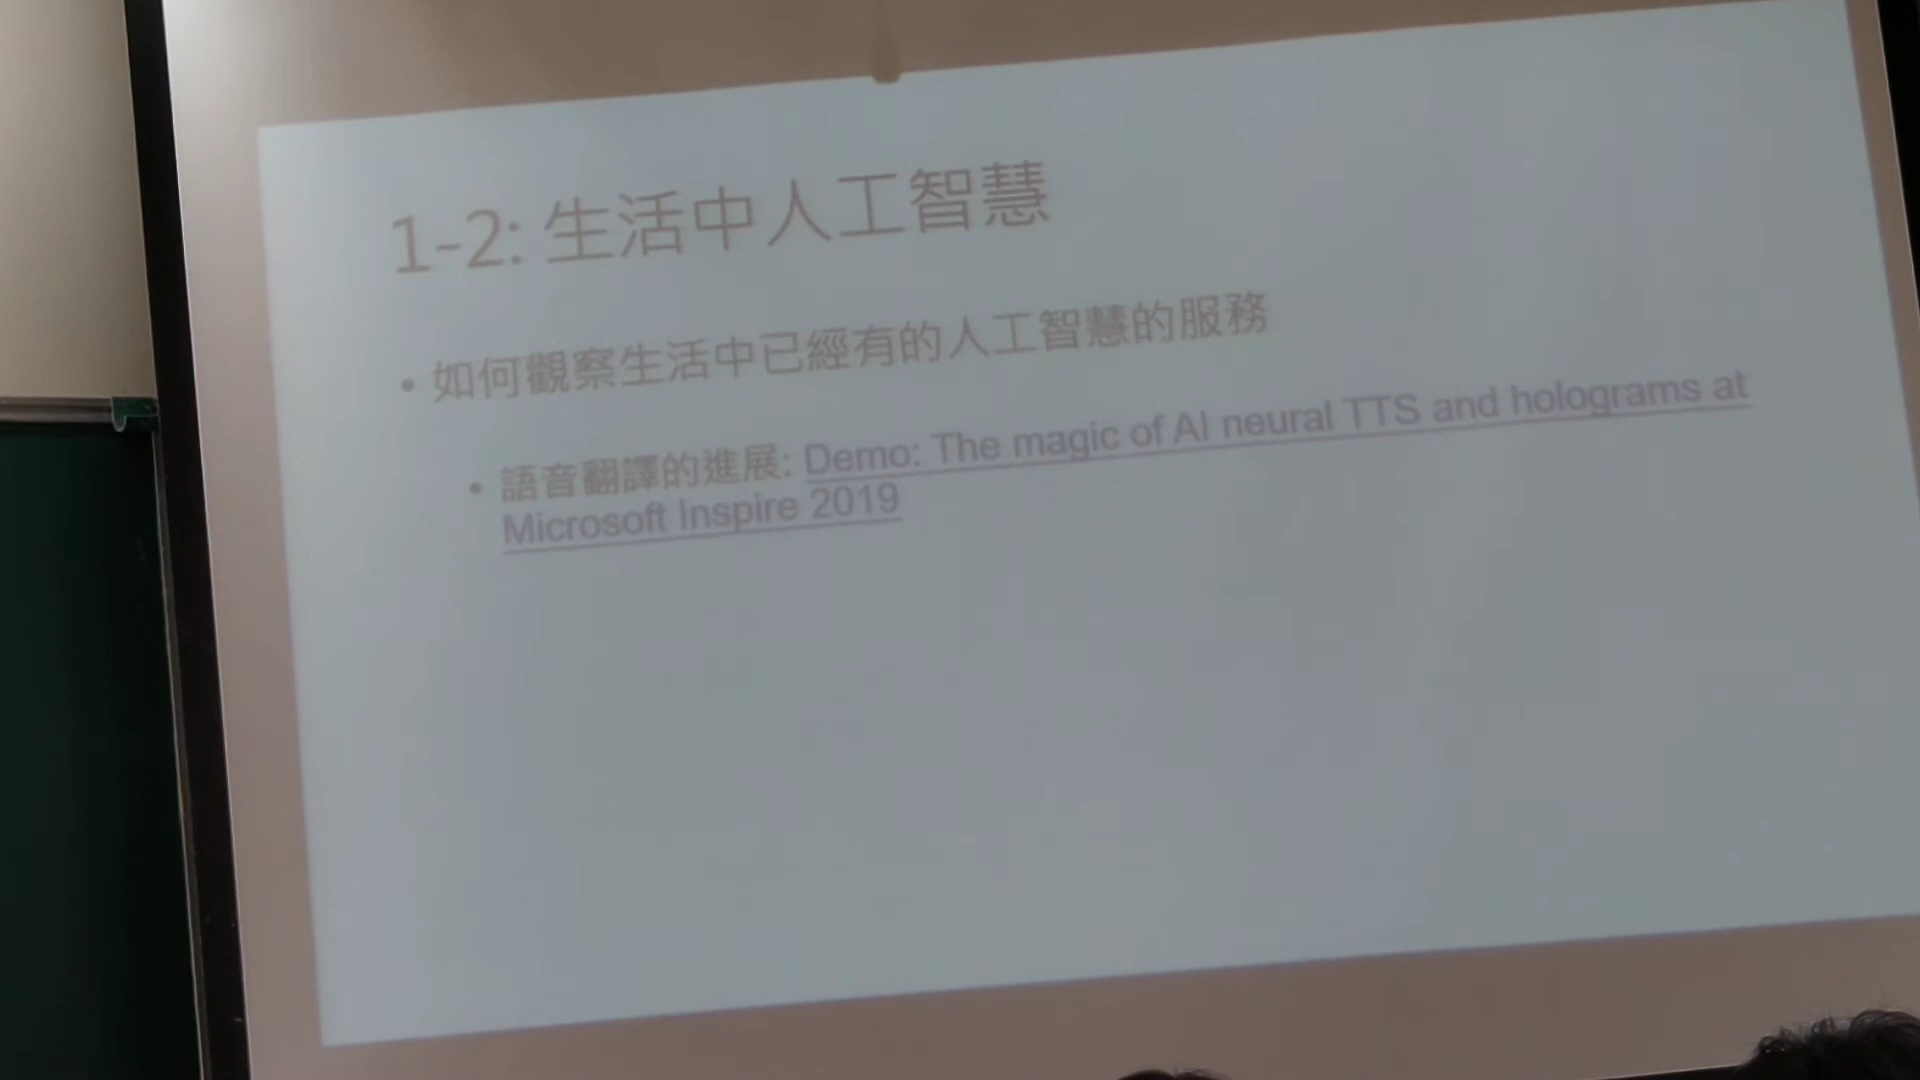 1-2: 生活中人工智慧
• 如何觀察生活中已經有的人工智慧的服務
• 語音翻譯的進展: Demo: The magic of AI neural TTS and holograms at
Microsoft Inspire 2019